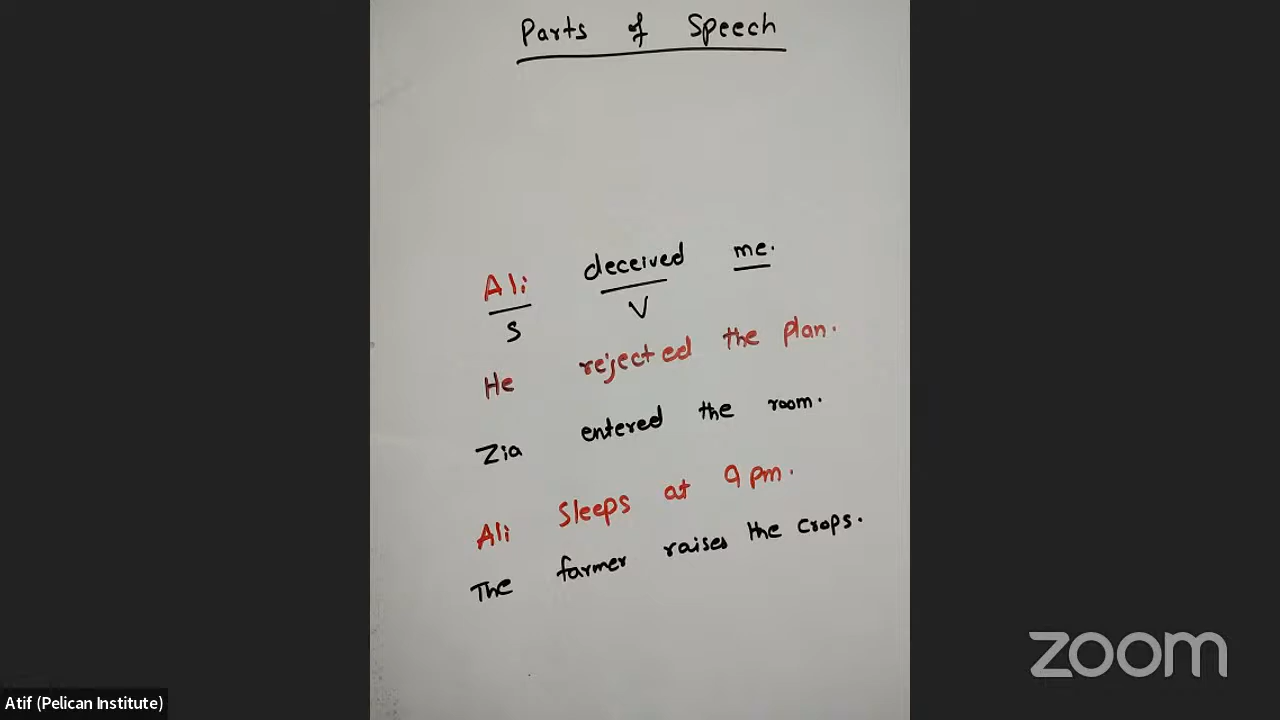 Parts of Speech
Ali deceived me.
S V
He rejected the plan.
Zia entered the room.
Ali Sleeps at 9 pm.
The farmer raises the crops.
zoom
Atif (Pelican Institute)